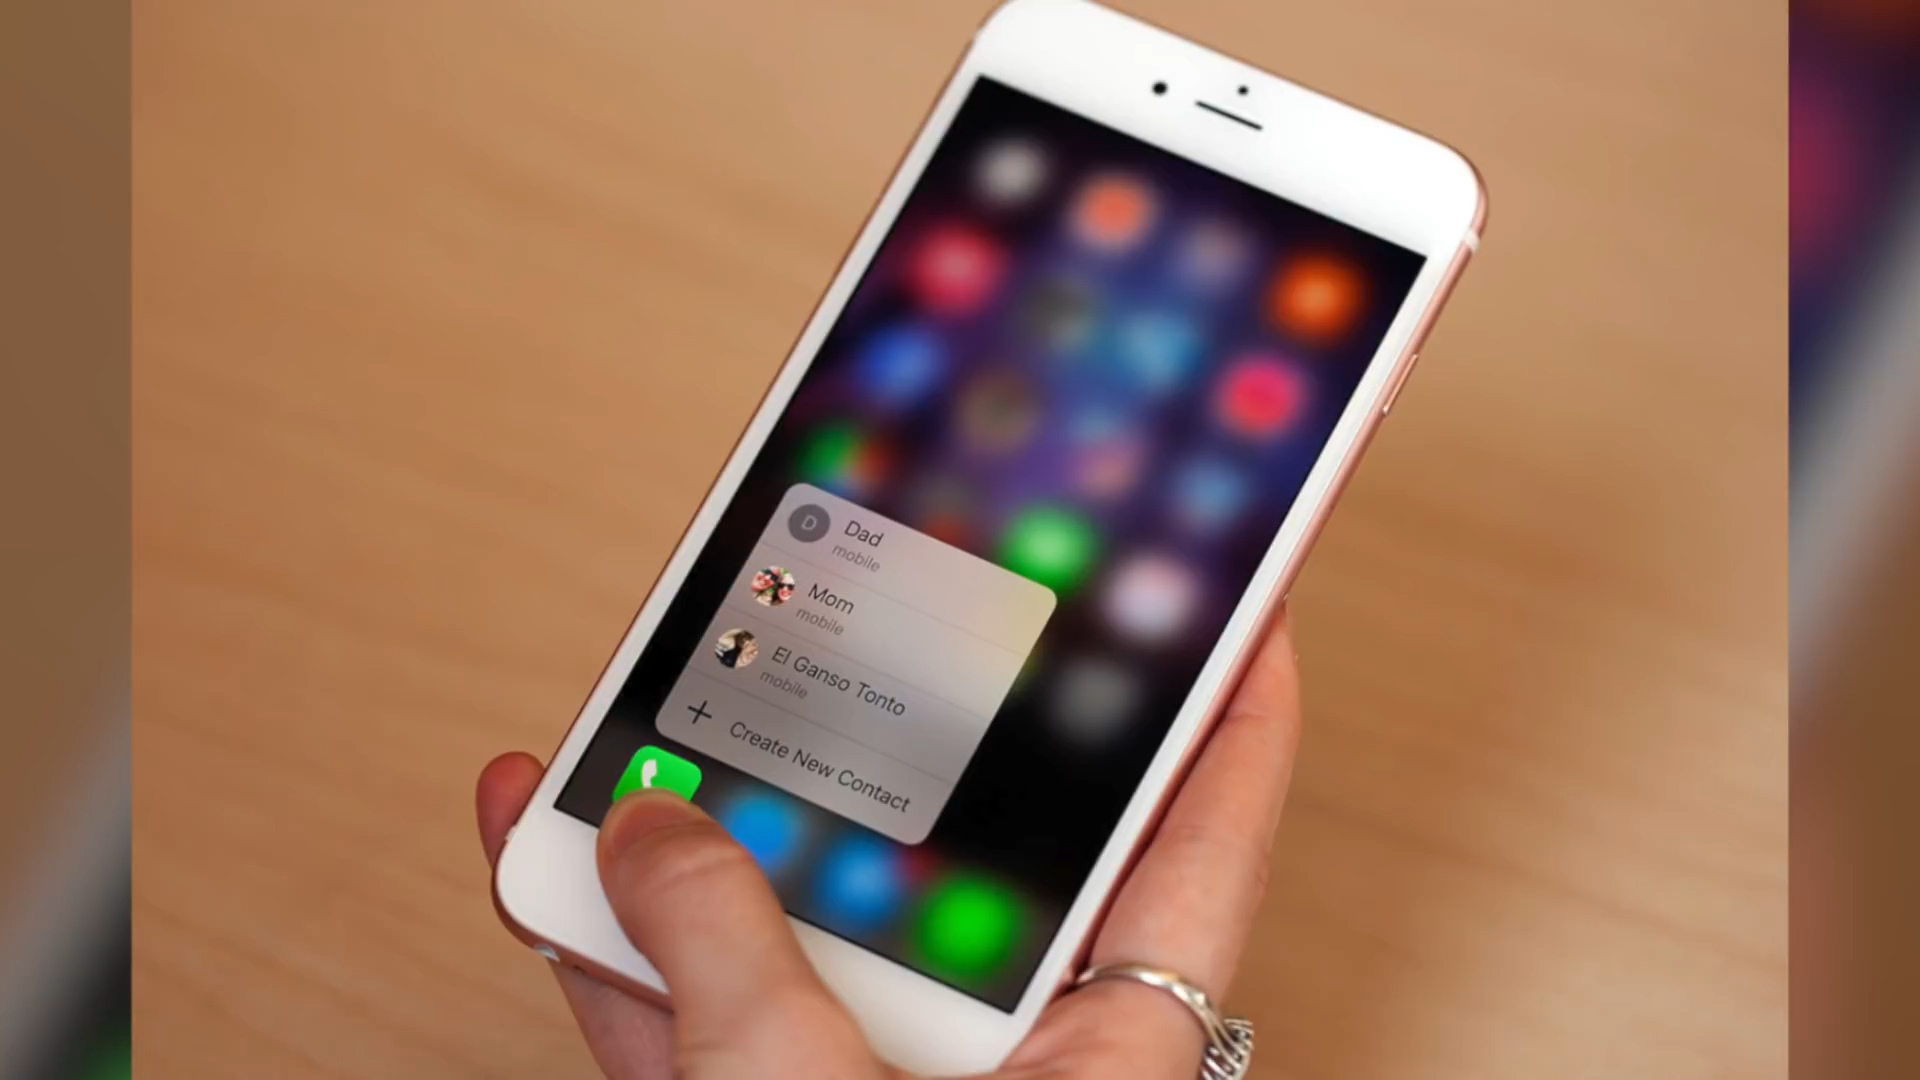 D
Dad
mobile
Mom
mobile
El Ganso Tonto
mobile
Create New Contact